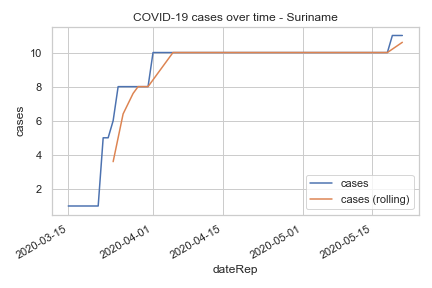 COVID-19 cases over time - Suriname
cases
10
8
6
4
2
2020-03-15
2020-04-01
2020-04-15
2020-05-01
2020-05-15
dateRep
cases
cases (rolling)